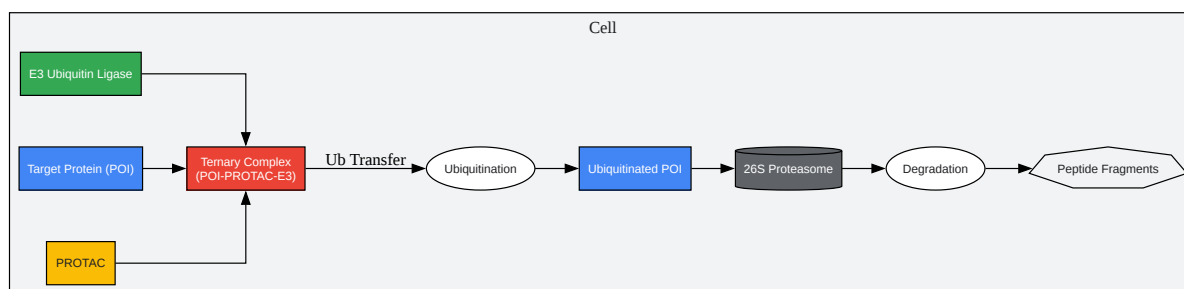 Cell
E3 Ubiquitin Ligase
Target Protein (POI)
PROTAC
Ternary Complex
(POI-PROTAC-E3)
Ub Transfer
Ubiquitination
Ubiquitinated POI
26S Proteasome
Degradation
Peptide Fragments